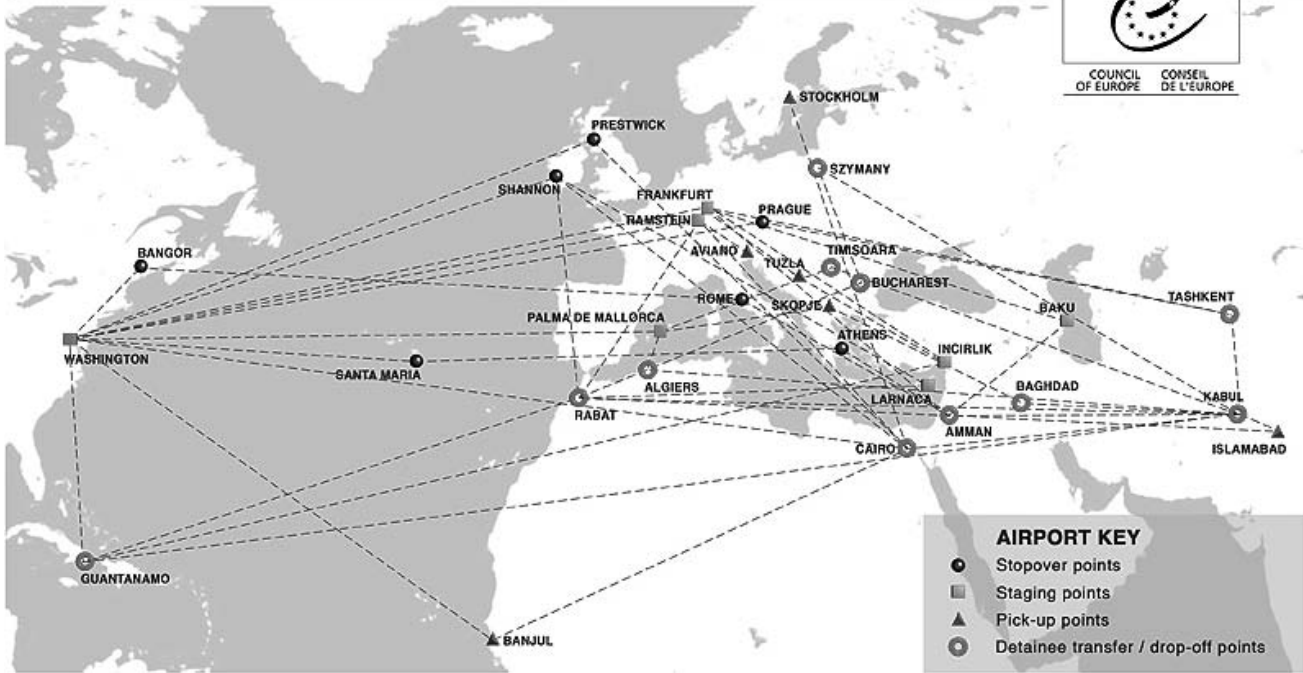 COUNCIL CONSEIL
OF EUROPE DE L'EUROPE
STOCKHOLM
PRESTWICK
SZYMANY
SHANNON
FRANKFURT
PRAGUE
RAMSTEIN
BANGOR
AVIANO
TIMISOARA
TUZLA
BUCHAREST
ROME
SKOPJE
BAKU
TASHKENT
PALMA DE MALLORCA
ATHENS
INCIRLIK
WASHINGTON
SANTA MARIA
ALGIERS
BAGHDAD
LARNACA
KABUL
RABAT
AMMAN
CAIRO
ISLAMABAD
GUANTANAMO
BANJUL
AIRPORT KEY
Stopover points
Staging points
Pick-up points
Detainee transfer / drop-off points